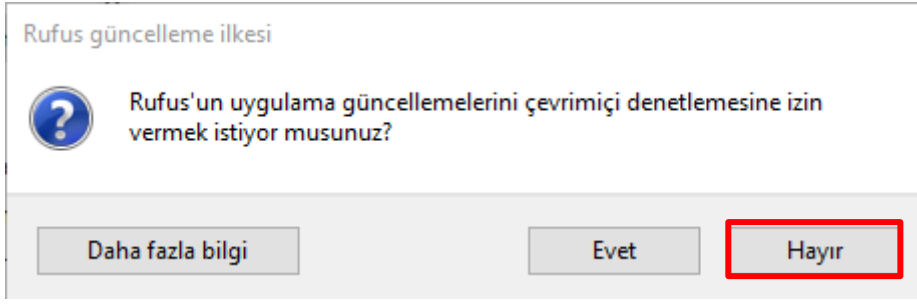 Rufus güncelleme ilkesi
Rufus'un uygulama güncellemelerini çevrimiçi denetlemesine izin
vermek istiyor musunuz?
Daha fazla bilgi
Evet
Hayır